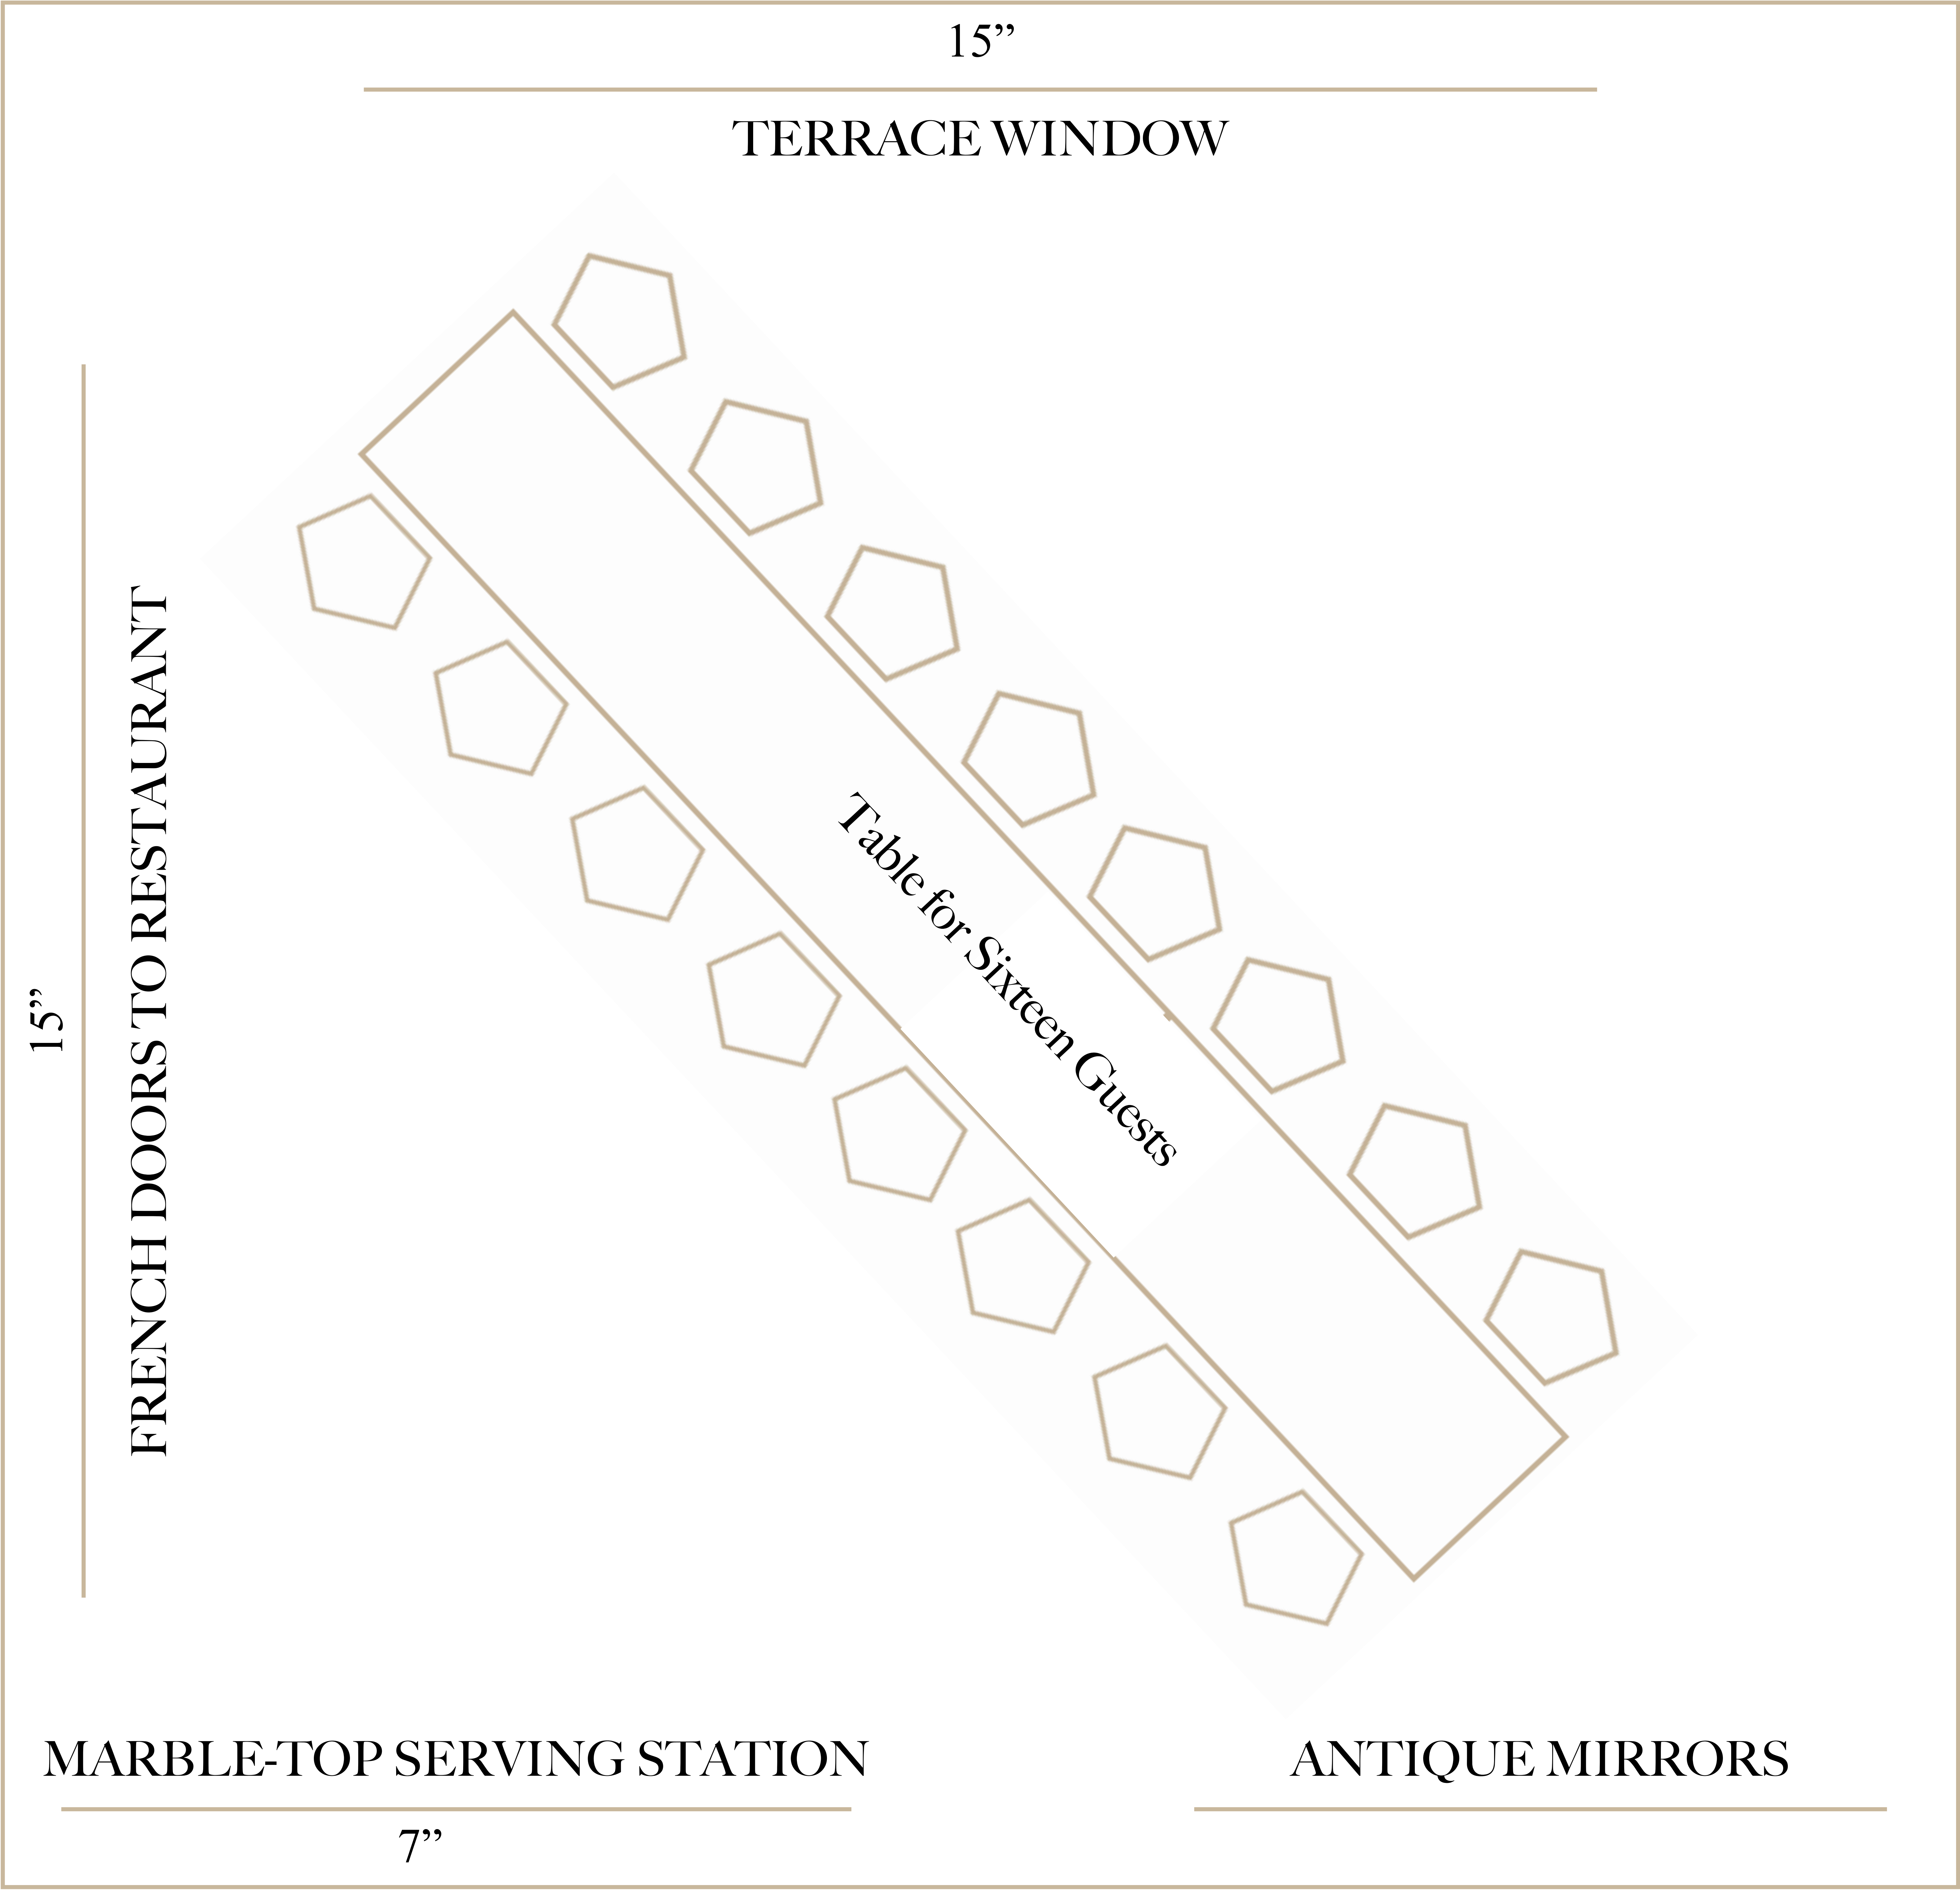 15”
TERRACE WINDOW
FRENCH DOORS TO RESTAURANT
15”
Table for Sixteen Guests
MARBLE-TOP SERVING STATION
7”
ANTIQUE MIRRORS